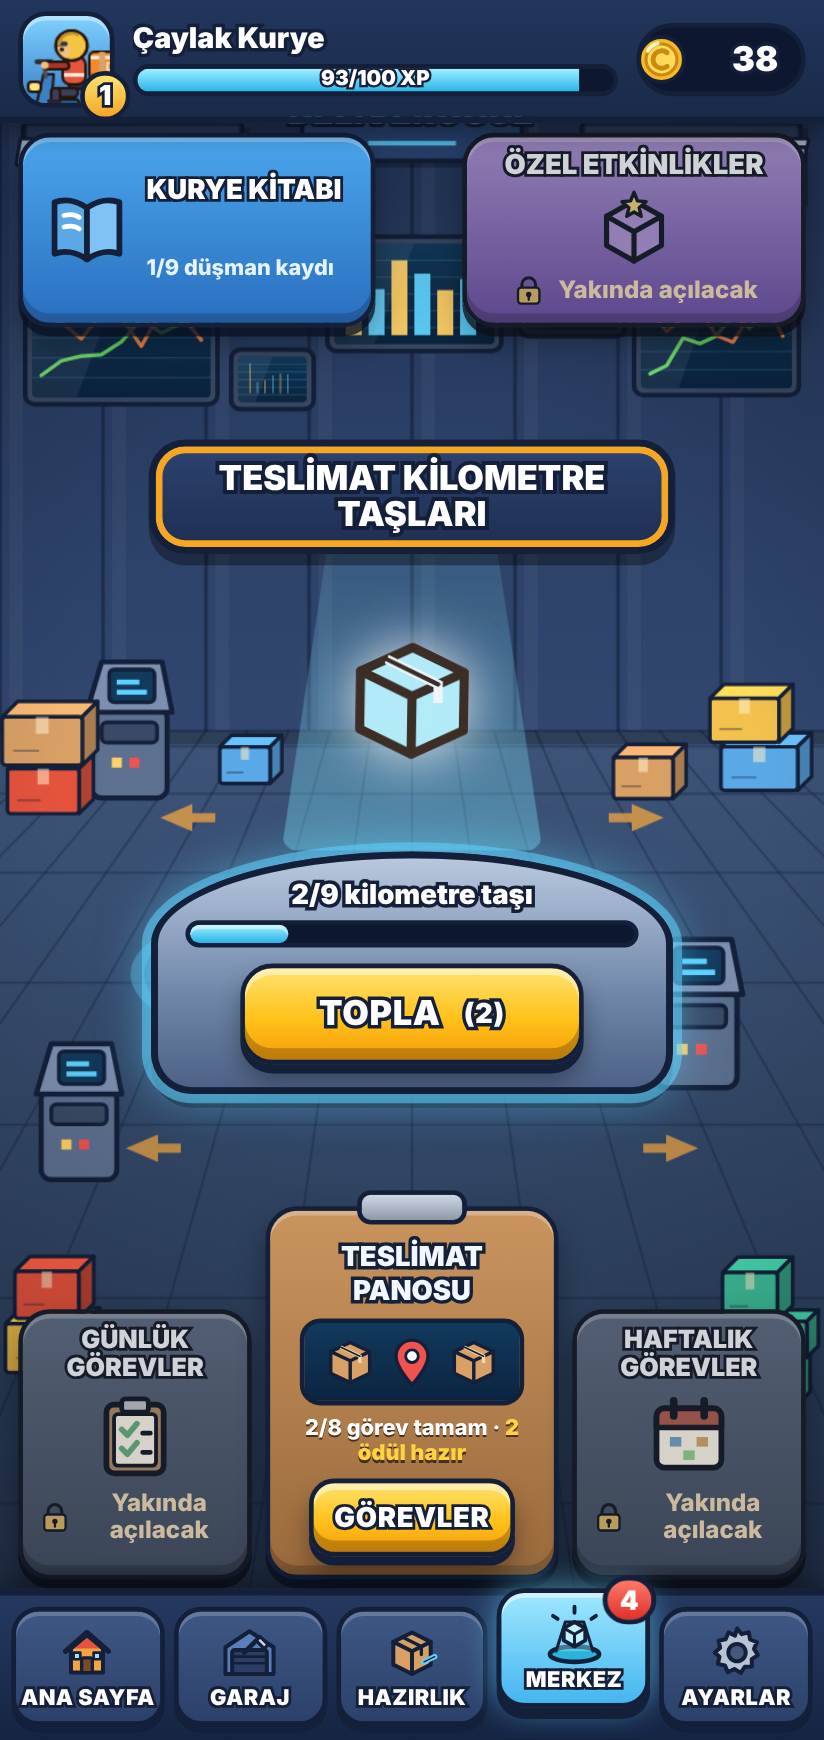 Çaylak Kurye
93/100 XP
1
38
KURYE KİTABI
1/9 düşman kaydı
ÖZEL ETKİNLİKLER
Yakında açılacak
TESLİMAT KİLOMETRE
TAŞLARI
2/9 kilometre taşı
TOPLA (2)
TESLİMAT
PANOSU
2/8 görev tamam · 2
ödül hazır
GÖREVLER
GÜNLÜK
GÖREVLER
Yakında
açılacak
HAFTALIK
GÖREVLER
Yakında
açılacak
ANA SAYFA
GARAJ
HAZIRLIK
4
MERKEZ
AYARLAR